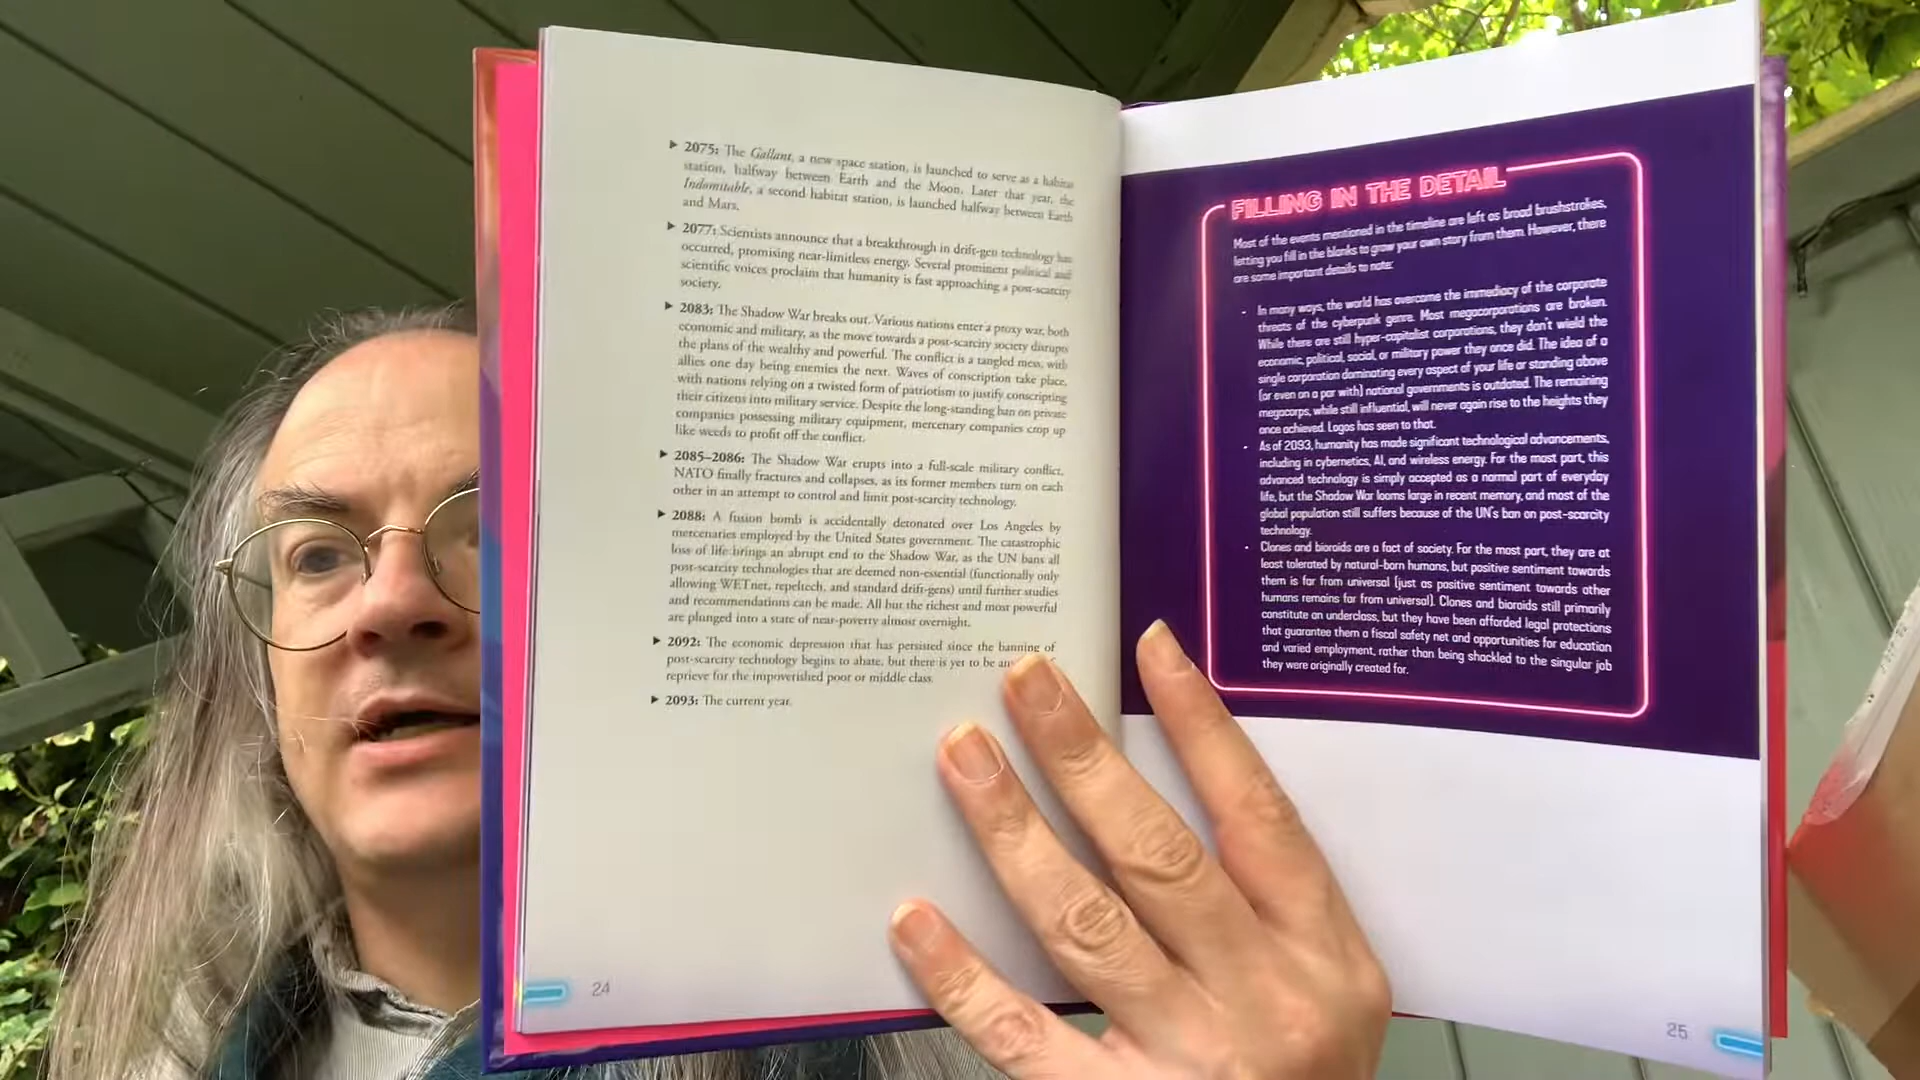 ► 2075: The Gallant, a new space station, is launched to serve as a habitat
station, halfway between Earth and the Moon. Later that year, the
Indomitable, a second habitat station, is launched halfway between Earth
and Mars.
► 2077: Scientists announce that a breakthrough in drift-gen technology has
occurred, promising near-limitless energy. Several prominent political and
scientific voices proclaim that humanity is fast approaching a post-scarcity
society.
► 2083: The Shadow War breaks out. Various nations enter a proxy war, both
economic and military, as the move towards a post-scarcity society disrupts
the plans of the wealthy and powerful. The conflict is a tangled mess, with
allies one day being enemies the next. Waves of conscription take place,
with nations relying on a twisted form of patriotism to justify conscripting
their citizens into military service. Despite the long-standing ban on private
companies possessing military equipment, mercenary companies crop up
like weeds to profit off the conflict.
► 2085–2086: The Shadow War erupts into a full-scale military conflict.
NATO finally fractures and collapses, as its former members turn on each
other in an attempt to control and limit post-scarcity technology.
► 2088: A fusion bomb is accidentally detonated over Los Angeles by
mercenaries employed by the United States government. The catastrophic
loss of life brings an abrupt end to the Shadow War, as the UN bans all
post-scarcity technologies that are deemed non-essential (functionally only
allowing WETnet, repeltech, and standard drift-gens) until further studies
and recommendations can be made. All but the richest and most powerful
are plunged into a state of near-poverty almost overnight.
► 2092: The economic depression that has persisted since the banning of
post-scarcity technology begins to abate, but there is yet to be
reprieve for the impoverished poor or middle class.
► 2093: The current year.
24
FILLING IN THE DETAIL
Most of the events mentioned in the timeline are left as broad brushstrokes,
letting you fill in the blanks to grow your own story from them. However, there
are some important details to note:
- In many ways, the world has overcome the immediacy of the corporate
threats of the cyberpunk genre. Most megacorporations are broken.
While there are still hyper-capitalist corporations, they don't wield the
economic, political, social, or military power they once did. The idea of a
single corporation dominating every aspect of your life or standing above
(or even on a par with) national governments is outdated. The remaining
megacorps, while still influential, will never again rise to the heights they
once achieved. Logos has seen to that.
- As of 2093, humanity has made significant technological advancements,
including in cybernetics, AI, and wireless energy. For the most part, this
advanced technology is simply accepted as a normal part of everyday
life, but the Shadow War looms large in recent memory, and most of the
global population still suffers because of the UN's ban on post-scarcity
technology.
- Clones and bioroids are a fact of society. For the most part, they are at
least tolerated by natural-born humans, but positive sentiment towards
them is far from universal (just as positive sentiment towards other
humans remains far from universal). Clones and bioroids still primarily
constitute an underclass, but they have been afforded legal protections
that guarantee them a fiscal safety net and opportunities for education
and varied employment, rather than being shackled to the singular job
they were originally created for.
25